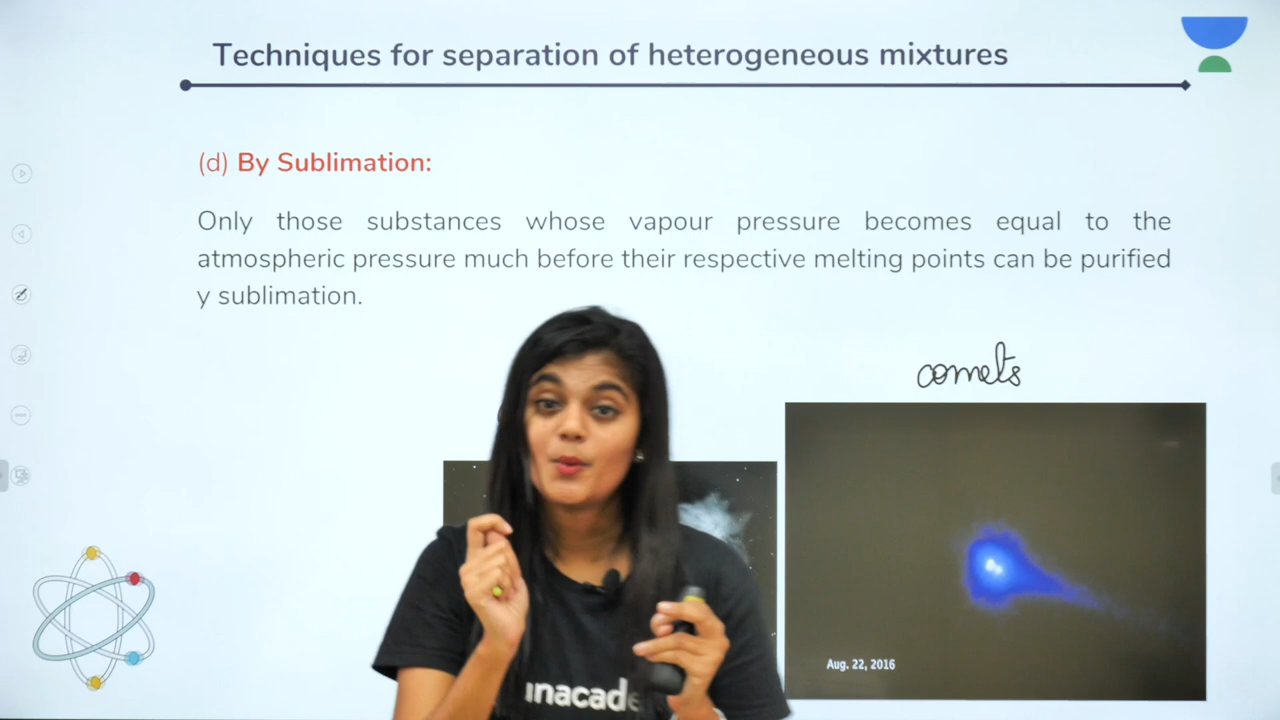 Techniques for separation of heterogeneous mixtures
(d) By Sublimation:
Only those substances whose vapour pressure becomes equal to the
atmospheric pressure much before their respective melting points can be purified
y sublimation.
comets
Aug. 22, 2016
unacade